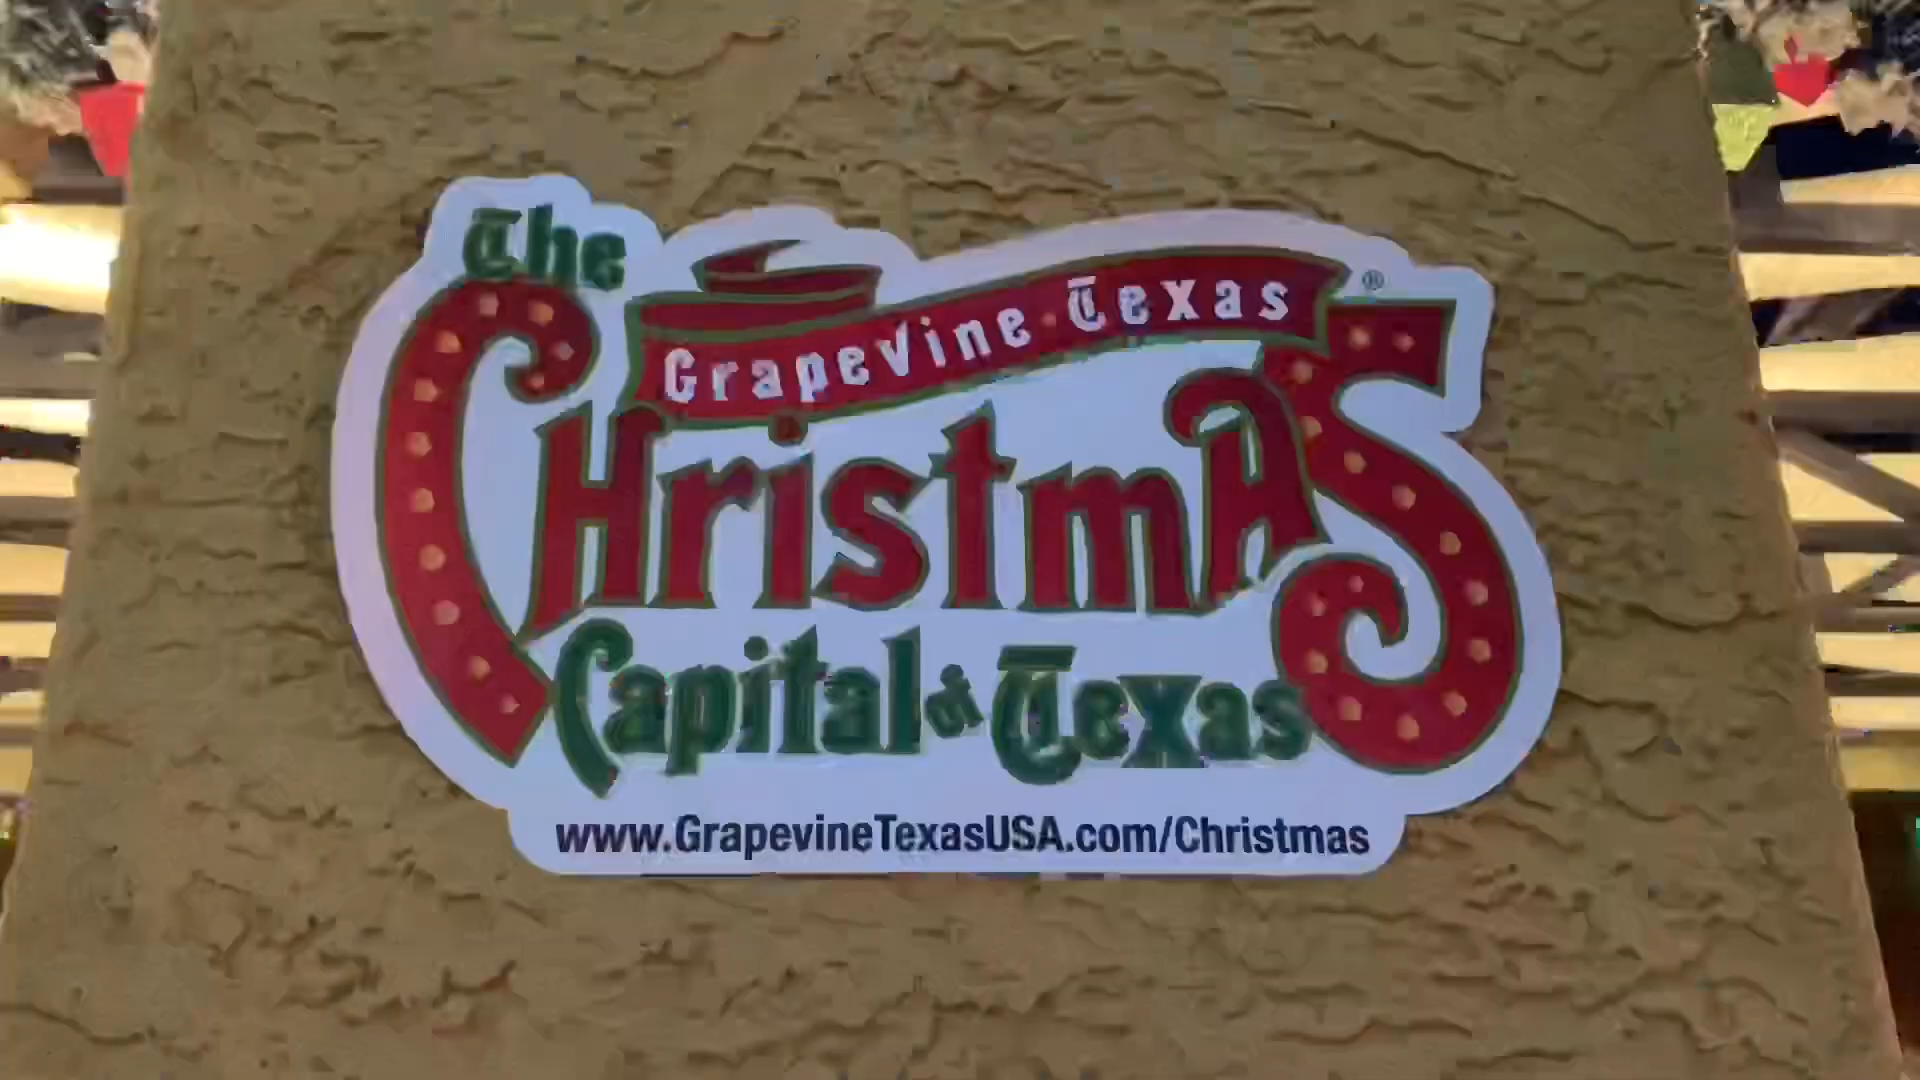 The
Grapevine Texas ®
Christmas
Capital of Texas
www.GrapevineTexasUSA.com/Christmas